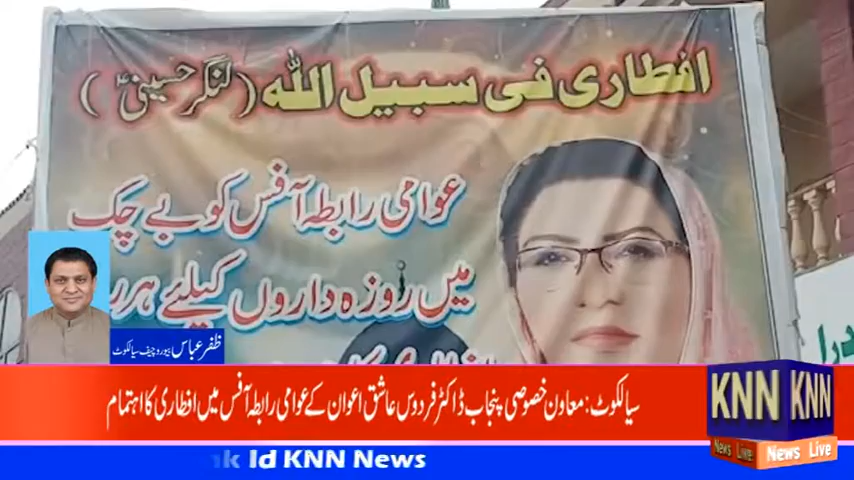 افطاری فی سبیل اللہ (لنگر حسینیؑ)
عوامی رابطہ آفس کوبے چک
میں روزہ داروں کیلئے ہر
ظفر عباس بیورو چیف سیالکوٹ
سیالکوٹ: معاون خصوصی پنجاب ڈاکٹر فردوس عاشق اعوان کے عوامی رابطہ آفس میں افطاری کا اہتمام
KNN KNN
News Live News Live
k Id KNN News